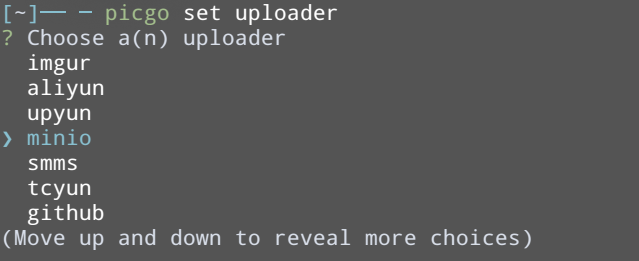 [~]── ─ picgo set uploader
? Choose a(n) uploader
imgur
aliyun
upyun
❯ minio
smms
tcyun
github
(Move up and down to reveal more choices)